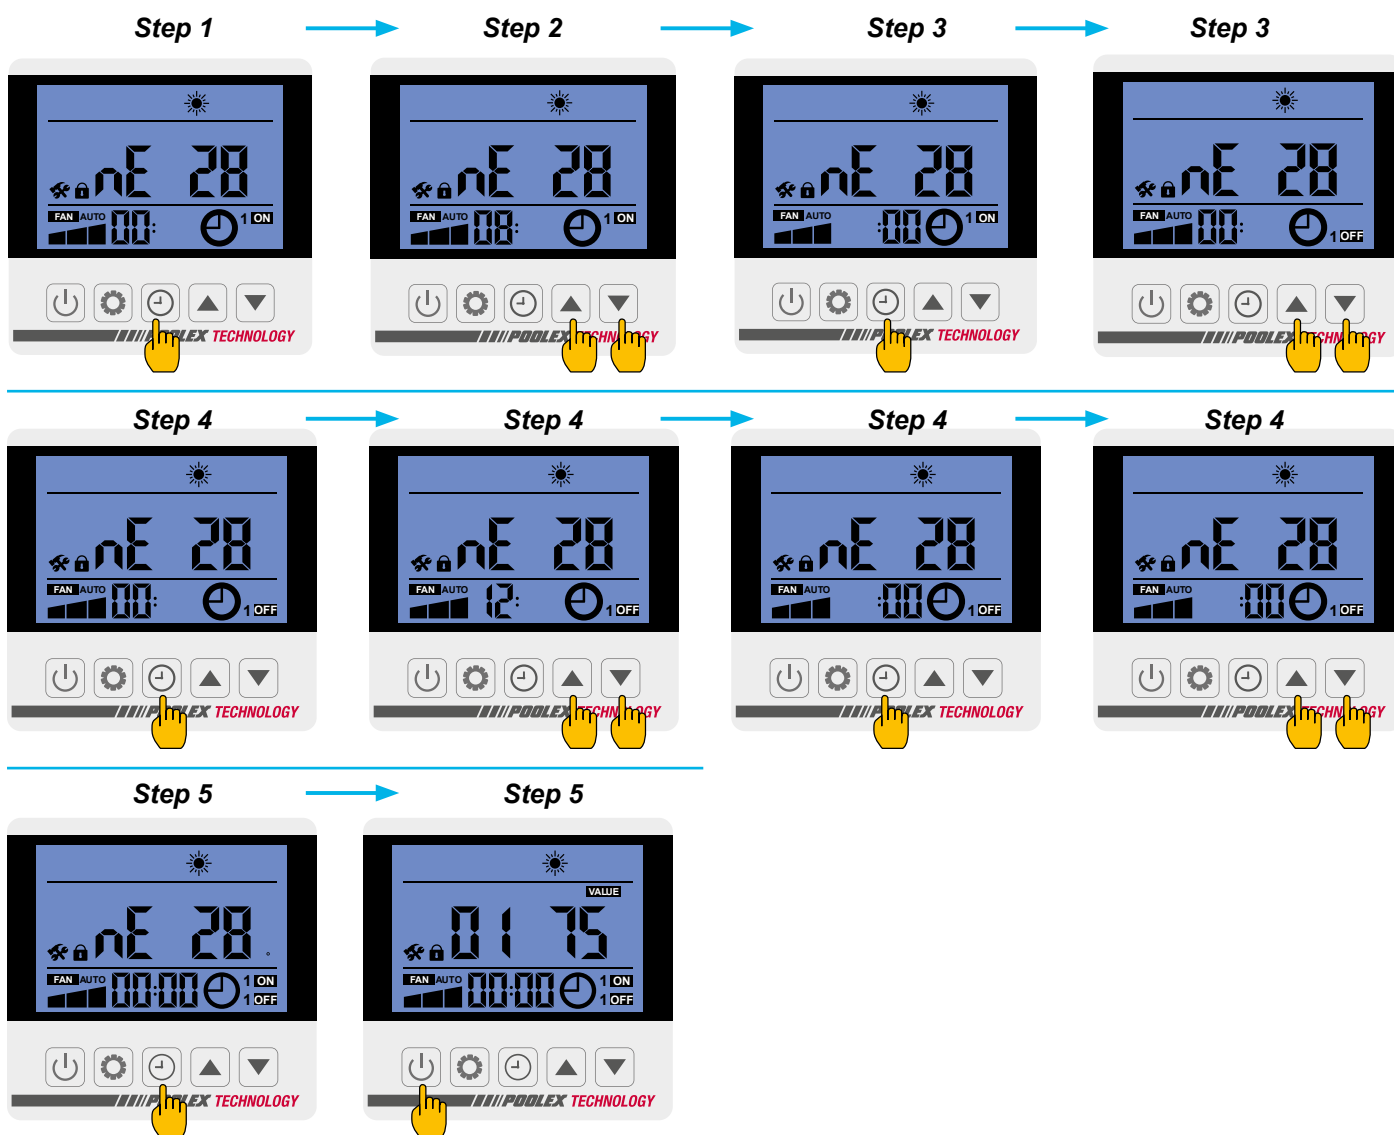 Step 1
Step 2
Step 3
Step 3
nE 28
FAN AUTO 00: 1 ON
TECHNOLOGY
nE 28
FAN AUTO 08: 1 ON
nE 28
FAN AUTO :00 1 ON
POOLEX TECHNOLOGY
nE 28
FAN AUTO 00: 1 OFF
Step 4
Step 4
Step 4
Step 4
nE 28
FAN AUTO 00: 1 OFF
POOLEX TECHNOLOGY
nE 28
FAN AUTO 12: 1 OFF
POOLEX TECHNOLOGY
nE 28
FAN AUTO :00 1 OFF
POOLEX TECHNOLOGY
nE 28
FAN AUTO :00 1 OFF
POOLEX TECHNOLOGY
Step 5
Step 5
nE 28
FAN AUTO 00:00 1 ON
1 OFF
POOLEX TECHNOLOGY
VALUE
01 75
FAN AUTO 00:00 1 ON
1 OFF
POOLEX TECHNOLOGY